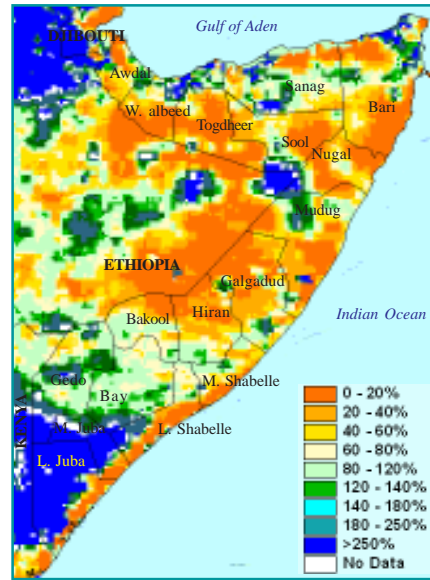 Gulf of Aden
DJIBOUTI
Awdal
Sanag
Bari
W. albeed
Togdheer
Sool
Nugal
Mudug
ETHIOPIA
Galgadud
Indian Ocean
Bakool
Hiran
Gedo
Bay
M. Shabelle
KENYA
M. Juba
L. Shabelle
L. Juba
0 - 20%
20 - 40%
40 - 60%
60 - 80%
80 - 120%
120 - 140%
140 - 180%
180 - 250%
>250%
No Data